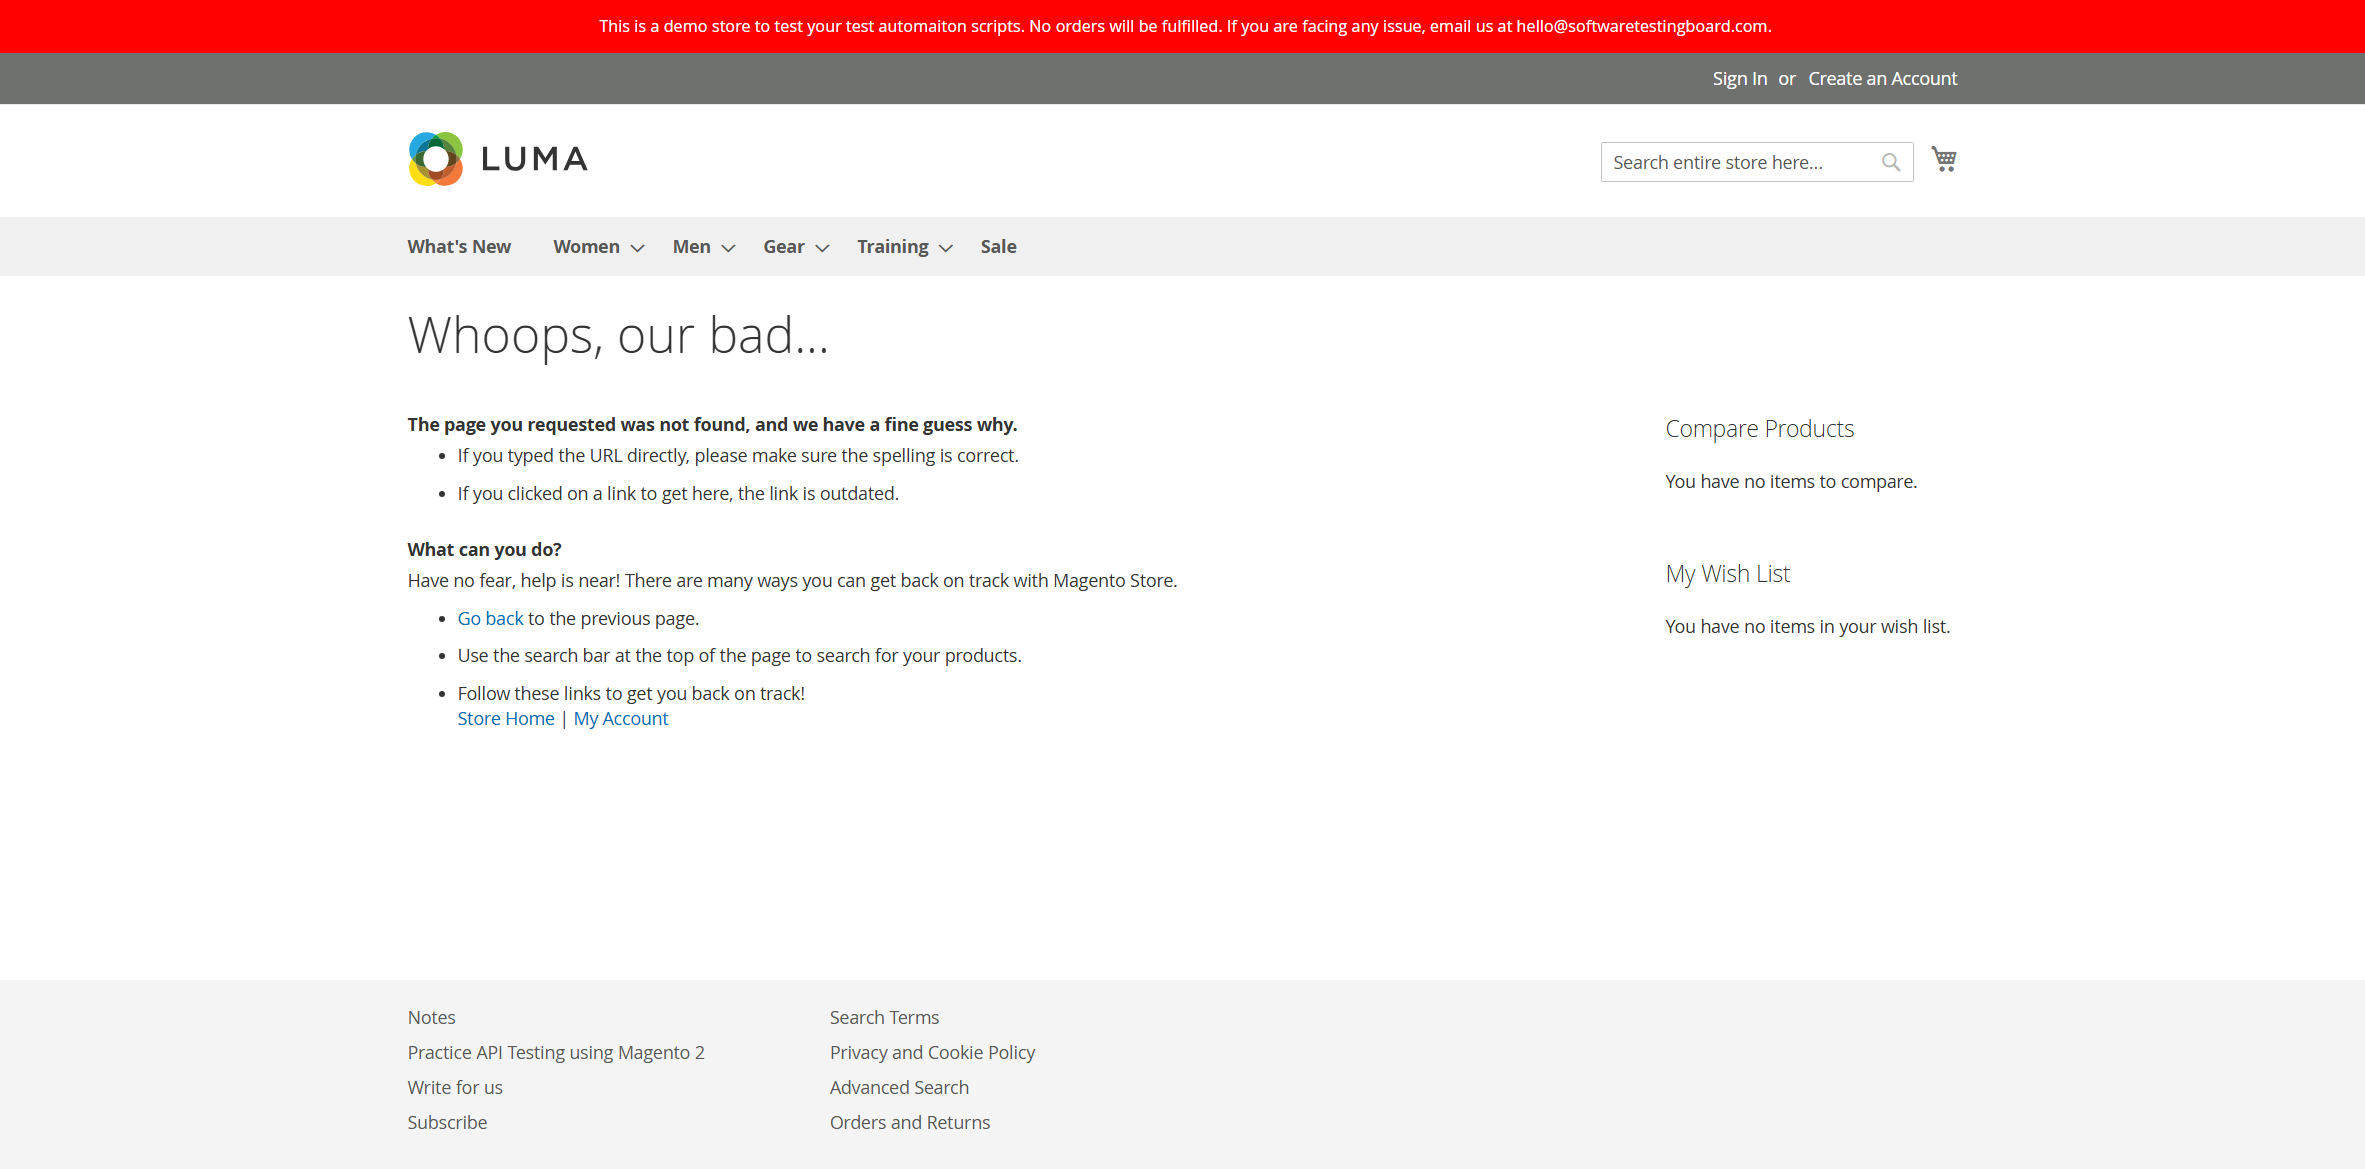 This is a demo store to test your test automaiton scripts. No orders will be fulfilled. If you are facing any issue, email us at hello@softwaretestingboard.com.
Sign In or Create an Account
LUMA
Search entire store here...
What's New Women Men Gear Training Sale
Whoops, our bad...
The page you requested was not found, and we have a fine guess why.
• If you typed the URL directly, please make sure the spelling is correct.
• If you clicked on a link to get here, the link is outdated.
What can you do?
Have no fear, help is near! There are many ways you can get back on track with Magento Store.
• Go back to the previous page.
• Use the search bar at the top of the page to search for your products.
• Follow these links to get you back on track!
Store Home | My Account
Compare Products
You have no items to compare.
My Wish List
You have no items in your wish list.
Notes
Practice API Testing using Magento 2
Write for us
Subscribe
Search Terms
Privacy and Cookie Policy
Advanced Search
Orders and Returns